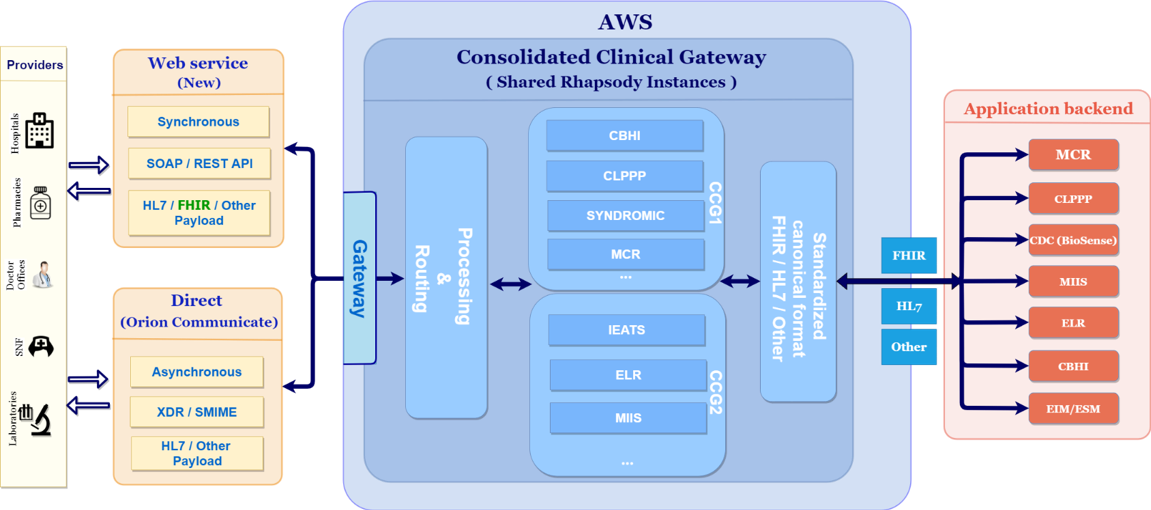 AWS
Consolidated Clinical Gateway
( Shared Rhapsody Instances )
Providers
Hospitals
Pharmacies
Doctor
Offices
SNF
Laboratories
Web service
(New)
Synchronous
SOAP / REST API
HL7 / FHIR / Other
Payload
Direct
(Orion Communicate)
Asynchronous
XDR / SMIME
HL7 / Other
Payload
Gateway
Processing
&
Routing
CBHI
CLPPP
SYNDROMIC
MCR
...
CCG1
IEATS
ELR
MIIS
...
CCG2
Standardized
canonical format
FHIR / HL7 / Other
FHIR
HL7
Other
Application backend
MCR
CLPPP
CDC (BioSense)
MIIS
ELR
CBHI
EIM/ESM